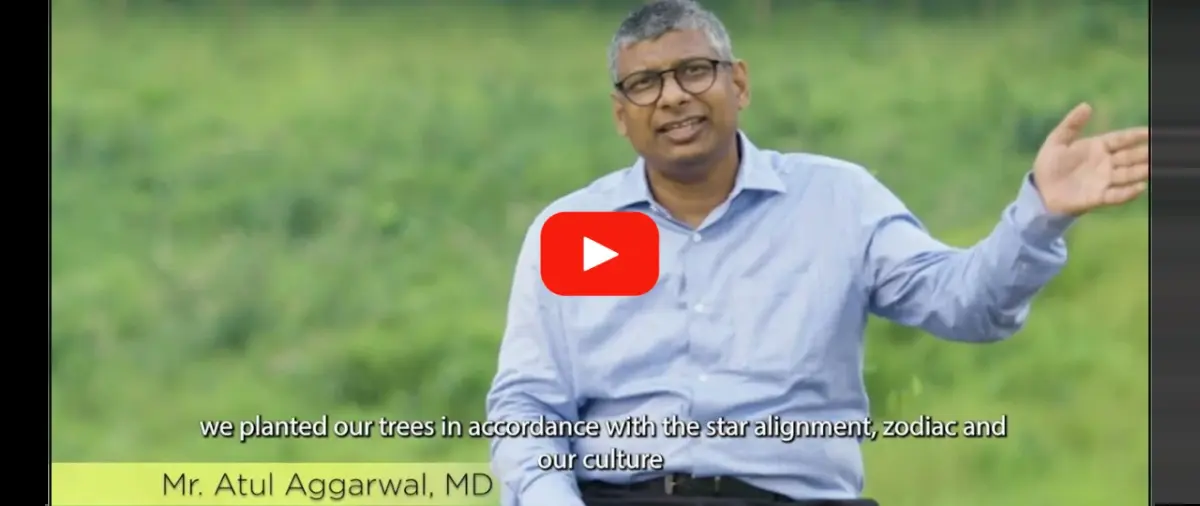 we planted our trees in accordance with the star alignment, zodiac and
our culture
Mr. Atul Aggarwal, MD